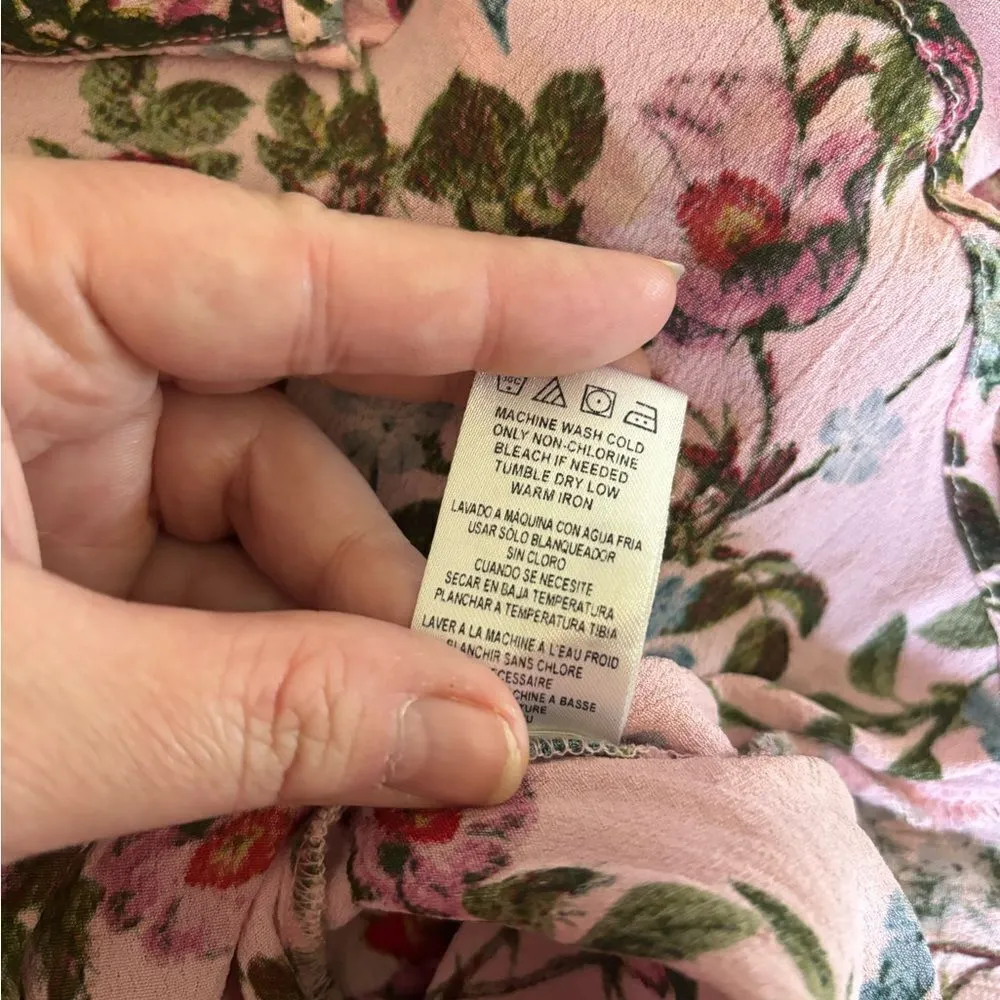 30°C
MACHINE WASH COLD
ONLY NON-CHLORINE
BLEACH IF NEEDED
TUMBLE DRY LOW
WARM IRON
LAVADO A MÁQUINA CON AGUA FRIA
USAR SÓLO BLANQUEADOR
SIN CLORO
CUANDO SE NECESITE
SECAR EN BAJA TEMPERATURA
PLANCHAR A TEMPERATURA TIBIA
LAVER A LA MACHINE À L'EAU FROID
BLANCHIR SANS CHLORE
A BASSE